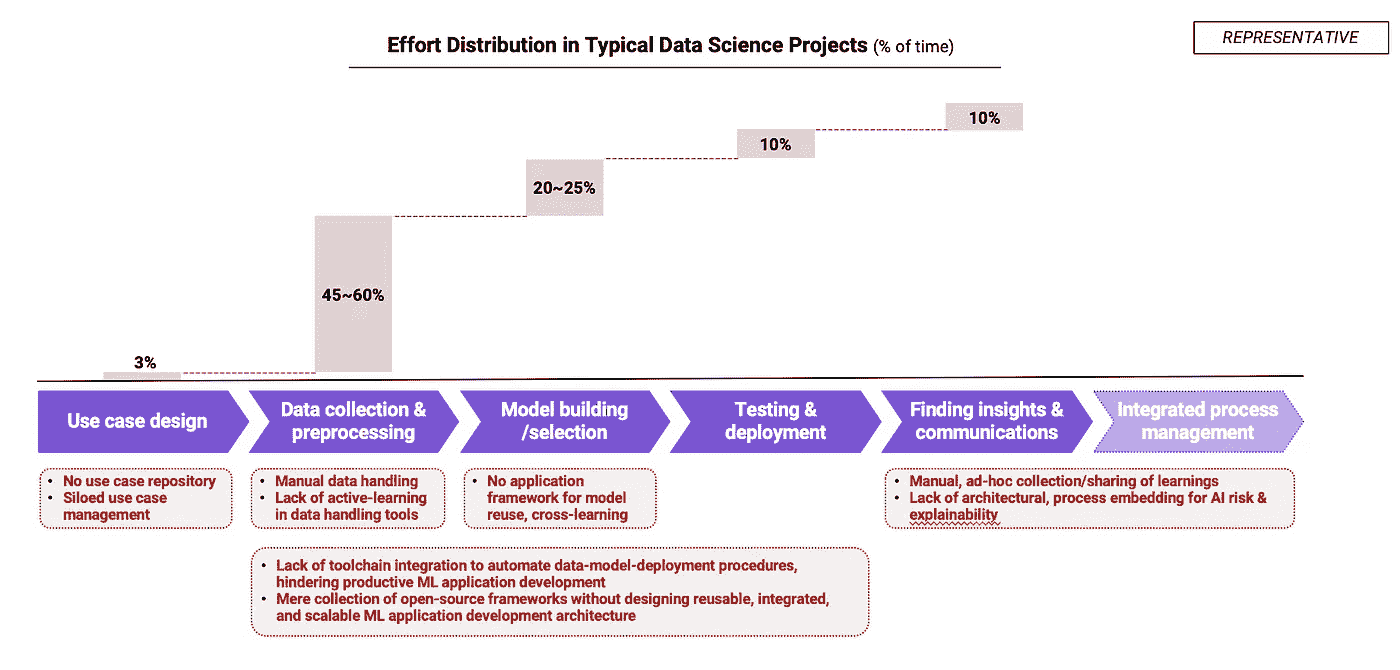 Effort Distribution in Typical Data Science Projects (% of time)
REPRESENTATIVE
3%
45~60%
20~25%
10%
10%
Use case design
Data collection &
preprocessing
Model building
/selection
Testing &
deployment
Finding insights &
communications
Integrated process
management
• No use case repository
• Siloed use case
management
• Manual data handling
• Lack of active-learning
in data handling tools
• No application
framework for model
reuse, cross-learning
• Manual, ad-hoc collection/sharing of learnings
• Lack of architectural, process embedding for AI risk &
explainability
• Lack of toolchain integration to automate data-model-deployment procedures,
hindering productive ML application development
• Mere collection of open-source frameworks without designing reusable, integrated,
and scalable ML application development architecture